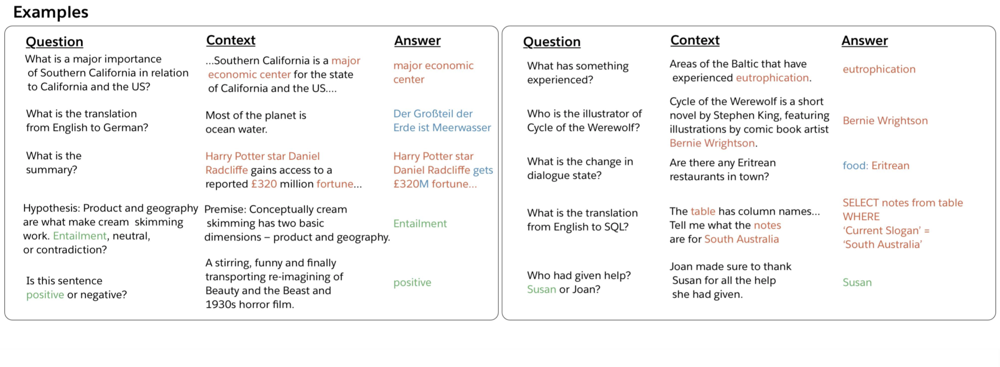 Examples
Question
Context
Answer
What is a major importance
of Southern California in relation
to California and the US?
...Southern California is a major
economic center for the state
of California and the US....
major economic
center
What is the translation
from English to German?
Most of the planet is
ocean water.
Der Großteil der
Erde ist Meerwasser
What is the
summary?
Harry Potter star Daniel
Radcliffe gains access to a
reported £320 million fortune...
Harry Potter star
Daniel Radcliffe gets
£320M fortune...
Hypothesis: Product and geography
are what make cream skimming
work. Entailment, neutral,
or contradiction?
Premise: Conceptually cream
skimming has two basic
dimensions – product and geography.
Entailment
Is this sentence
positive or negative?
A stirring, funny and finally
transporting re-imagining of
Beauty and the Beast and
1930s horror film.
positive
Question
Context
Answer
What has something
experienced?
Areas of the Baltic that have
experienced eutrophication.
eutrophication
Who is the illustrator of
Cycle of the Werewolf?
Cycle of the Werewolf is a short
novel by Stephen King, featuring
illustrations by comic book artist
Bernie Wrightson.
Bernie Wrightson
What is the change in
dialogue state?
Are there any Eritrean
restaurants in town?
food: Eritrean
What is the translation
from English to SQL?
The table has column names...
Tell me what the notes
are for South Australia
SELECT notes from table
WHERE
‘Current Slogan’ =
‘South Australia’
Who had given help?
Susan or Joan?
Joan made sure to thank
Susan for all the help
she had given.
Susan